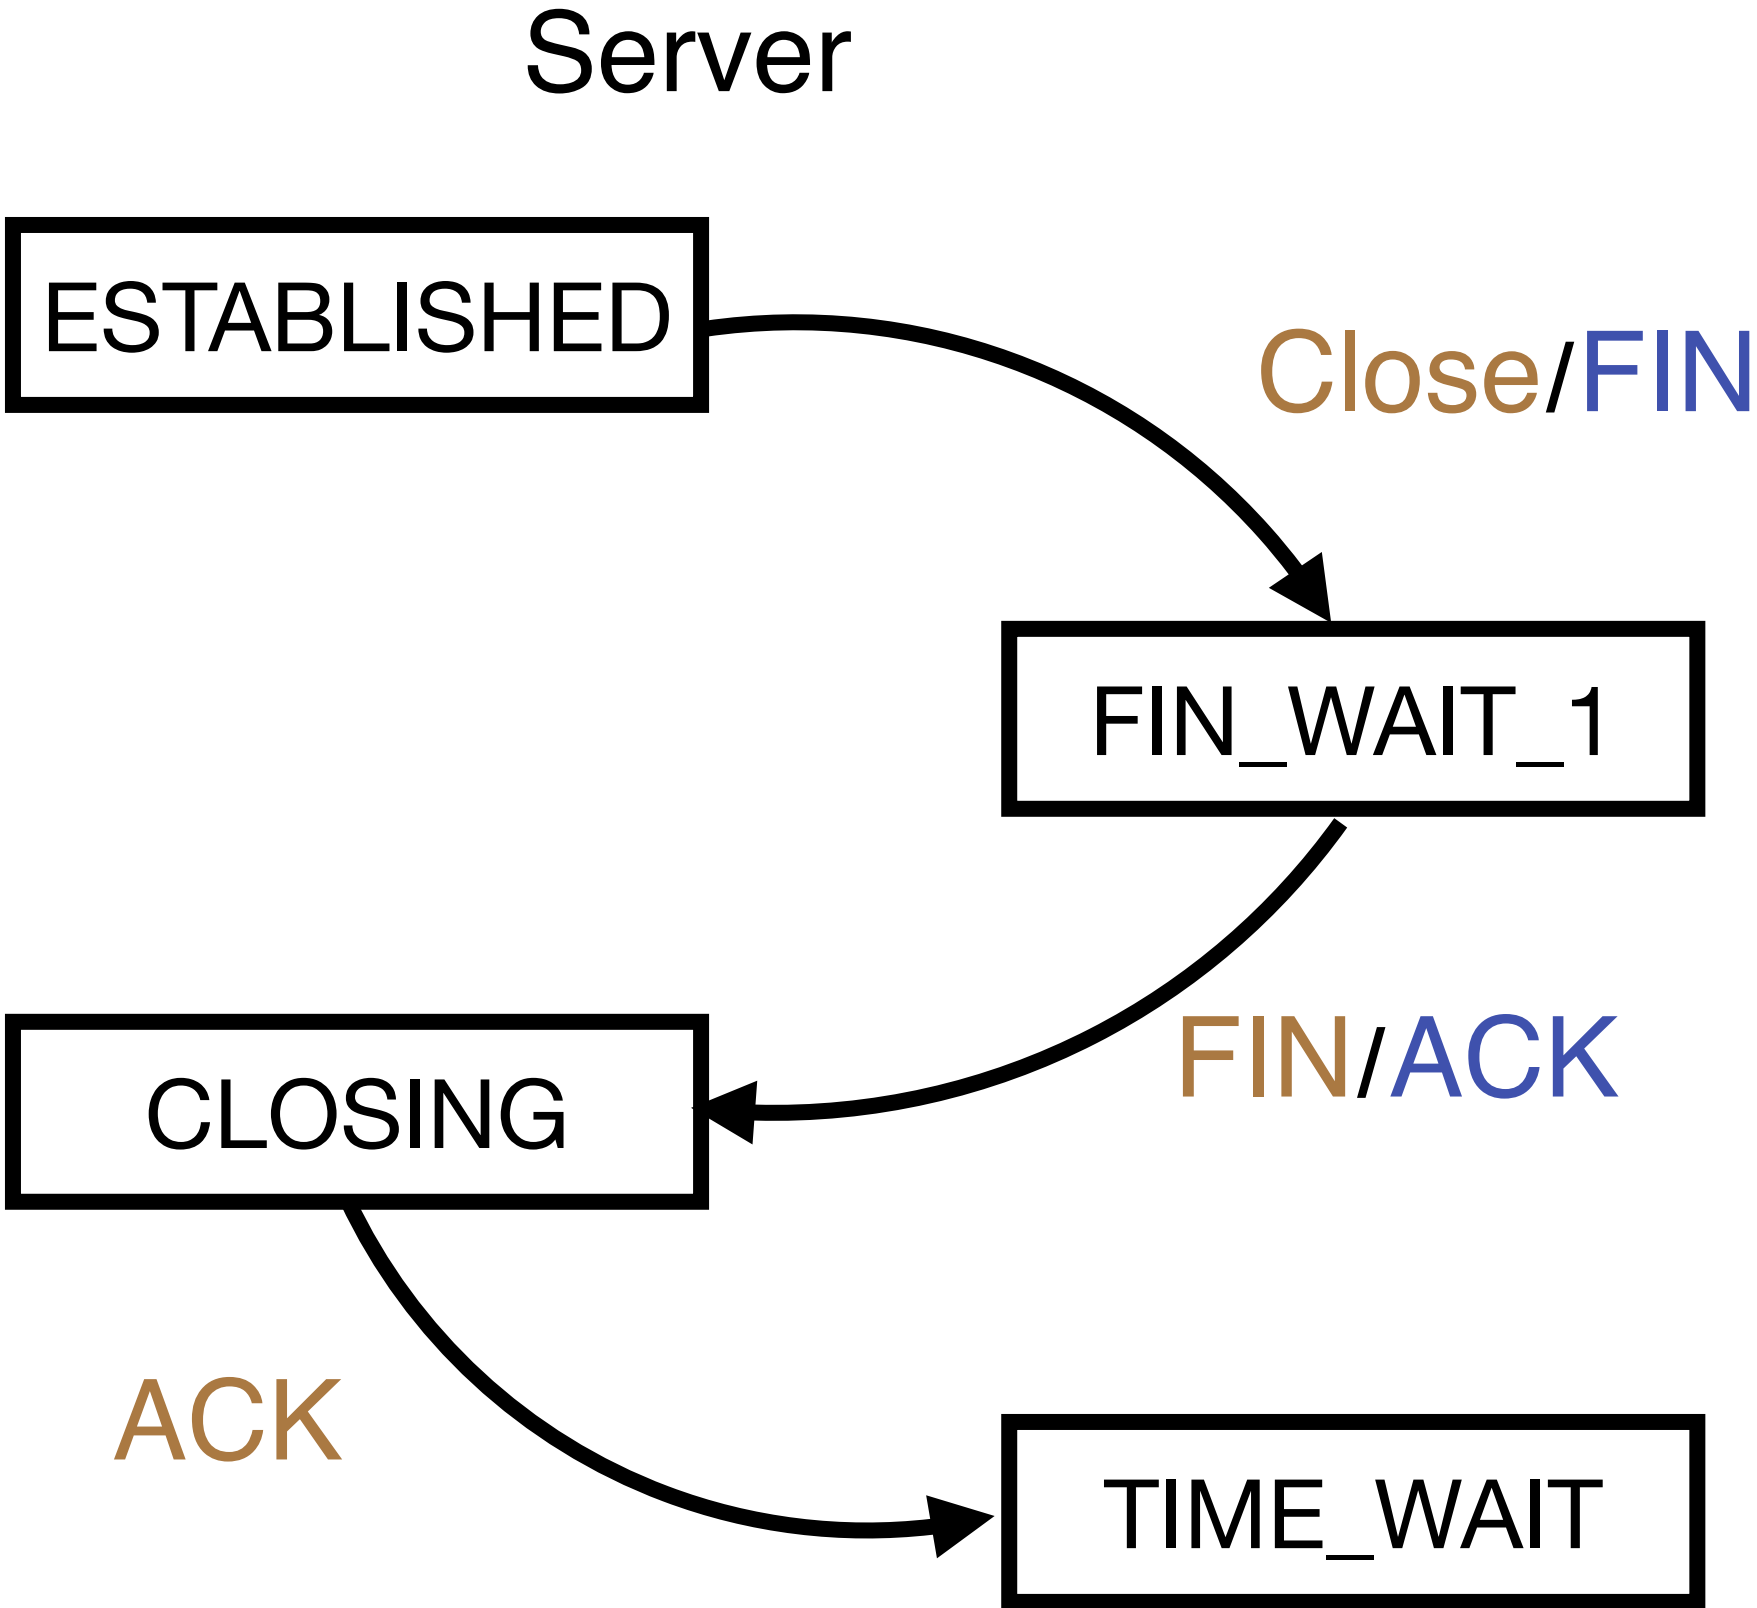 Server
ESTABLISHED
Close/FIN
FIN_WAIT_1
FIN/ACK
CLOSING
ACK
TIME_WAIT